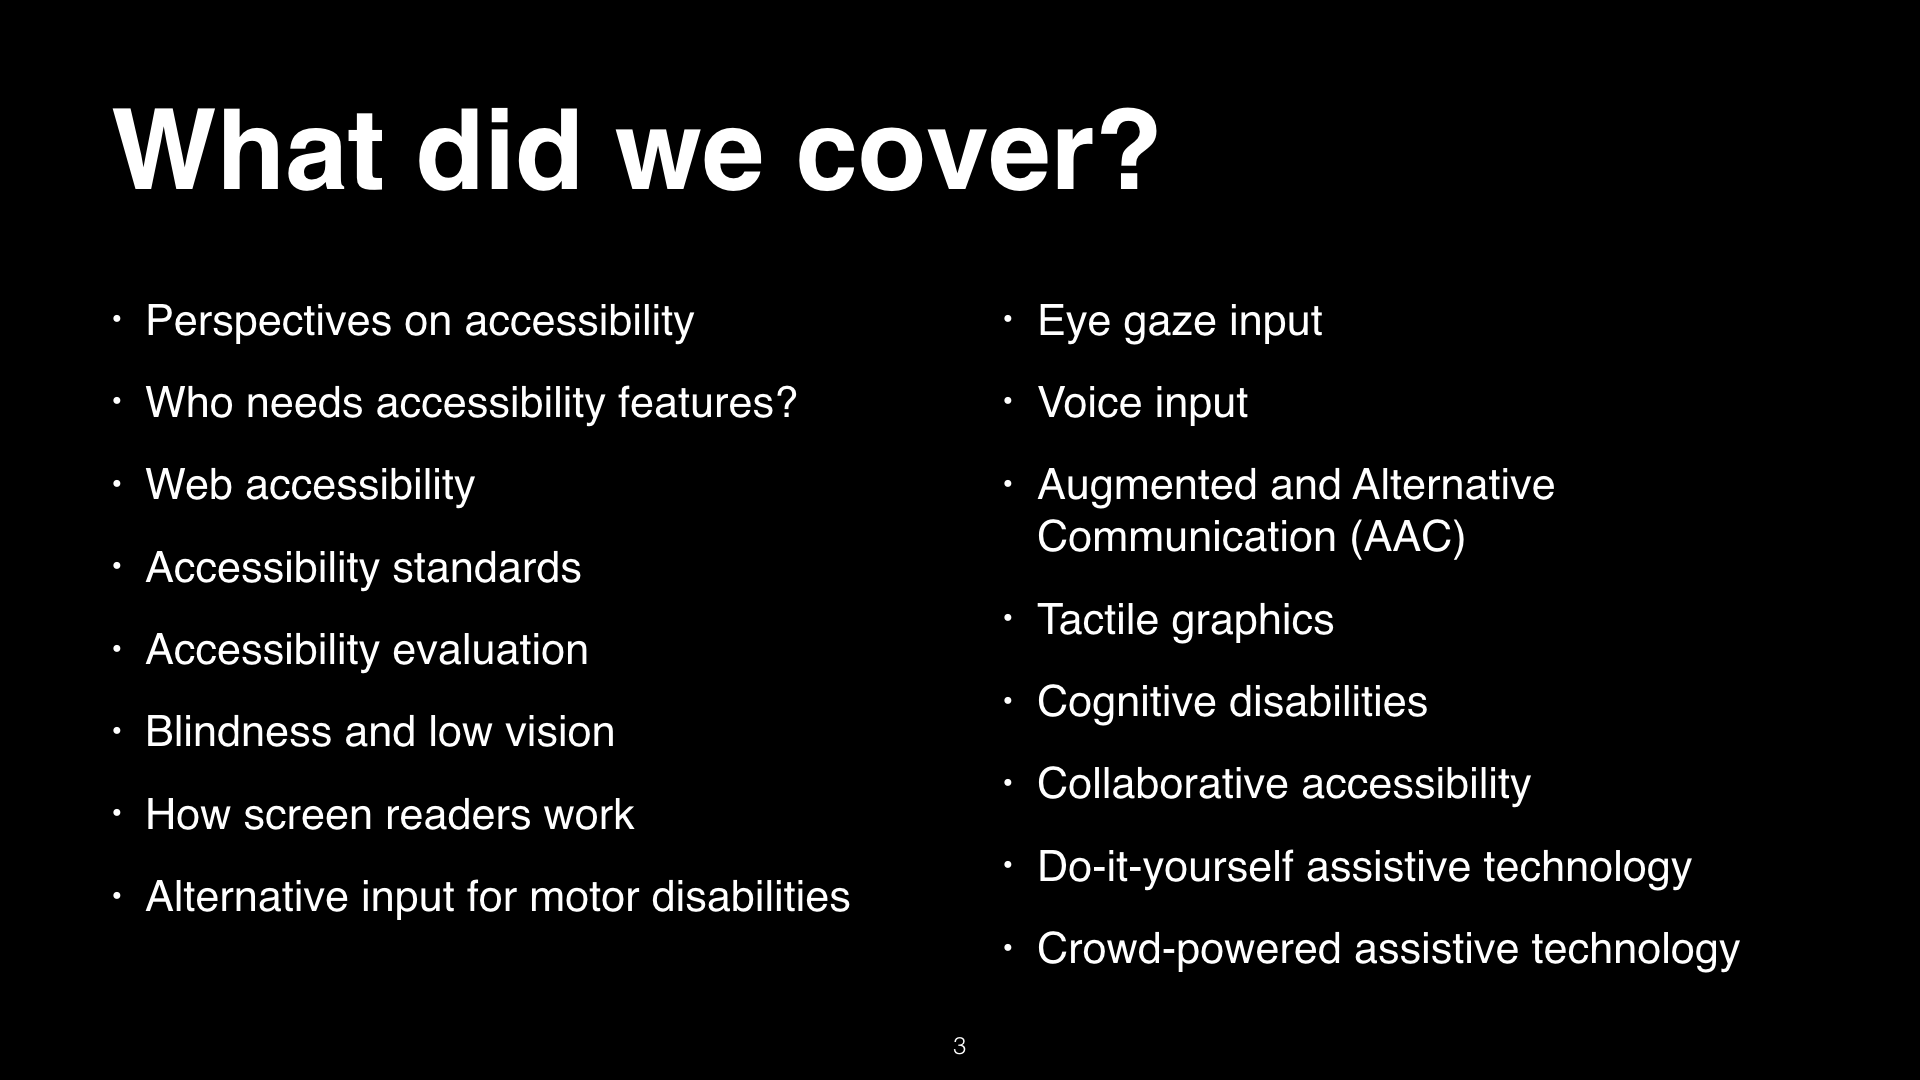 What did we cover?
• Perspectives on accessibility
• Who needs accessibility features?
• Web accessibility
• Accessibility standards
• Accessibility evaluation
• Blindness and low vision
• How screen readers work
• Alternative input for motor disabilities
• Eye gaze input
• Voice input
• Augmented and Alternative
Communication (AAC)
• Tactile graphics
• Cognitive disabilities
• Collaborative accessibility
• Do-it-yourself assistive technology
• Crowd-powered assistive technology
3